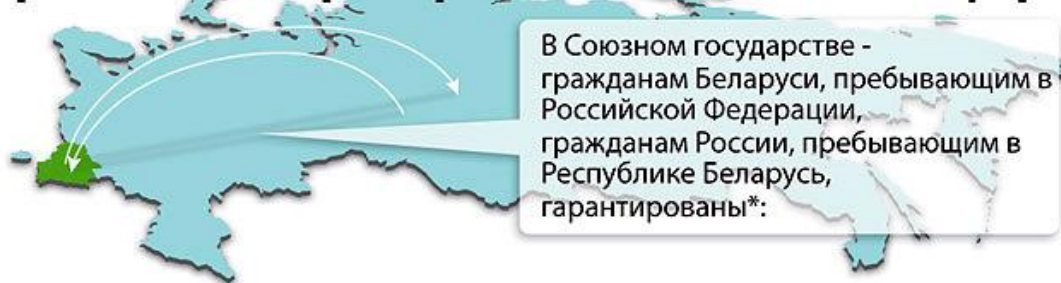 В Союзном государстве -
гражданам Беларуси, пребывающим в
Российской Федерации,
гражданам России, пребывающим в
Республике Беларусь,
гарантированы*: